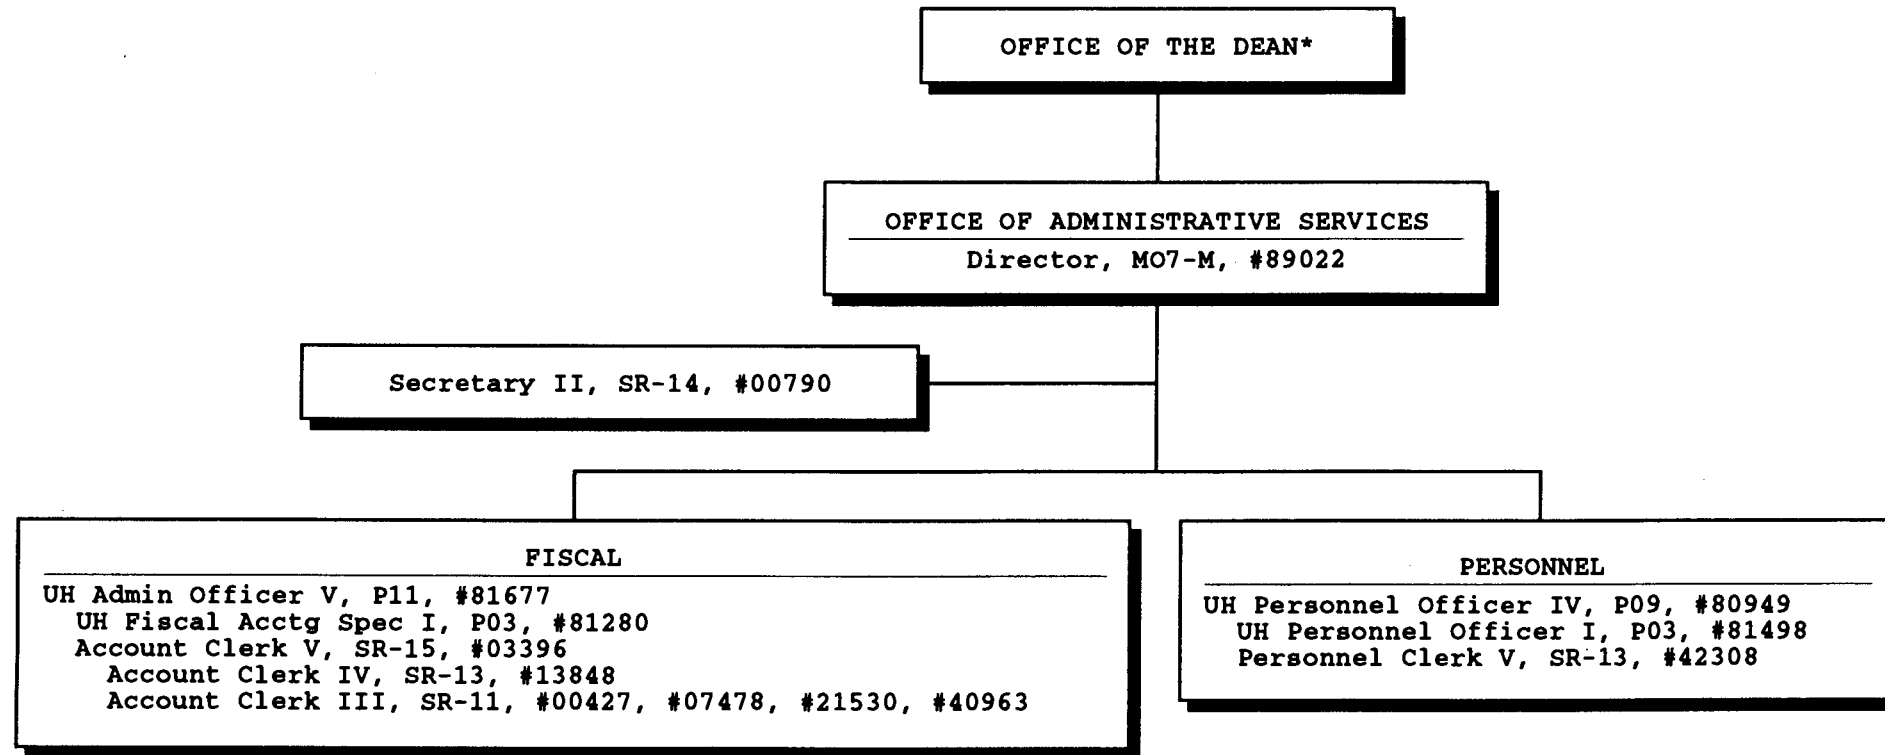 OFFICE OF THE DEAN*
OFFICE OF ADMINISTRATIVE SERVICES
Director, MO7-M, #89022
Secretary II, SR-14, #00790
FISCAL
UH Admin Officer V, P11, #81677
UH Fiscal Acctg Spec I, P03, #81280
Account Clerk V, SR-15, #03396
Account Clerk IV, SR-13, #13848
Account Clerk III, SR-11, #00427, #07478, #21530, #40963
PERSONNEL
UH Personnel Officer IV, P09, #80949
UH Personnel Officer I, P03, #81498
Personnel Clerk V, SR-13, #42308